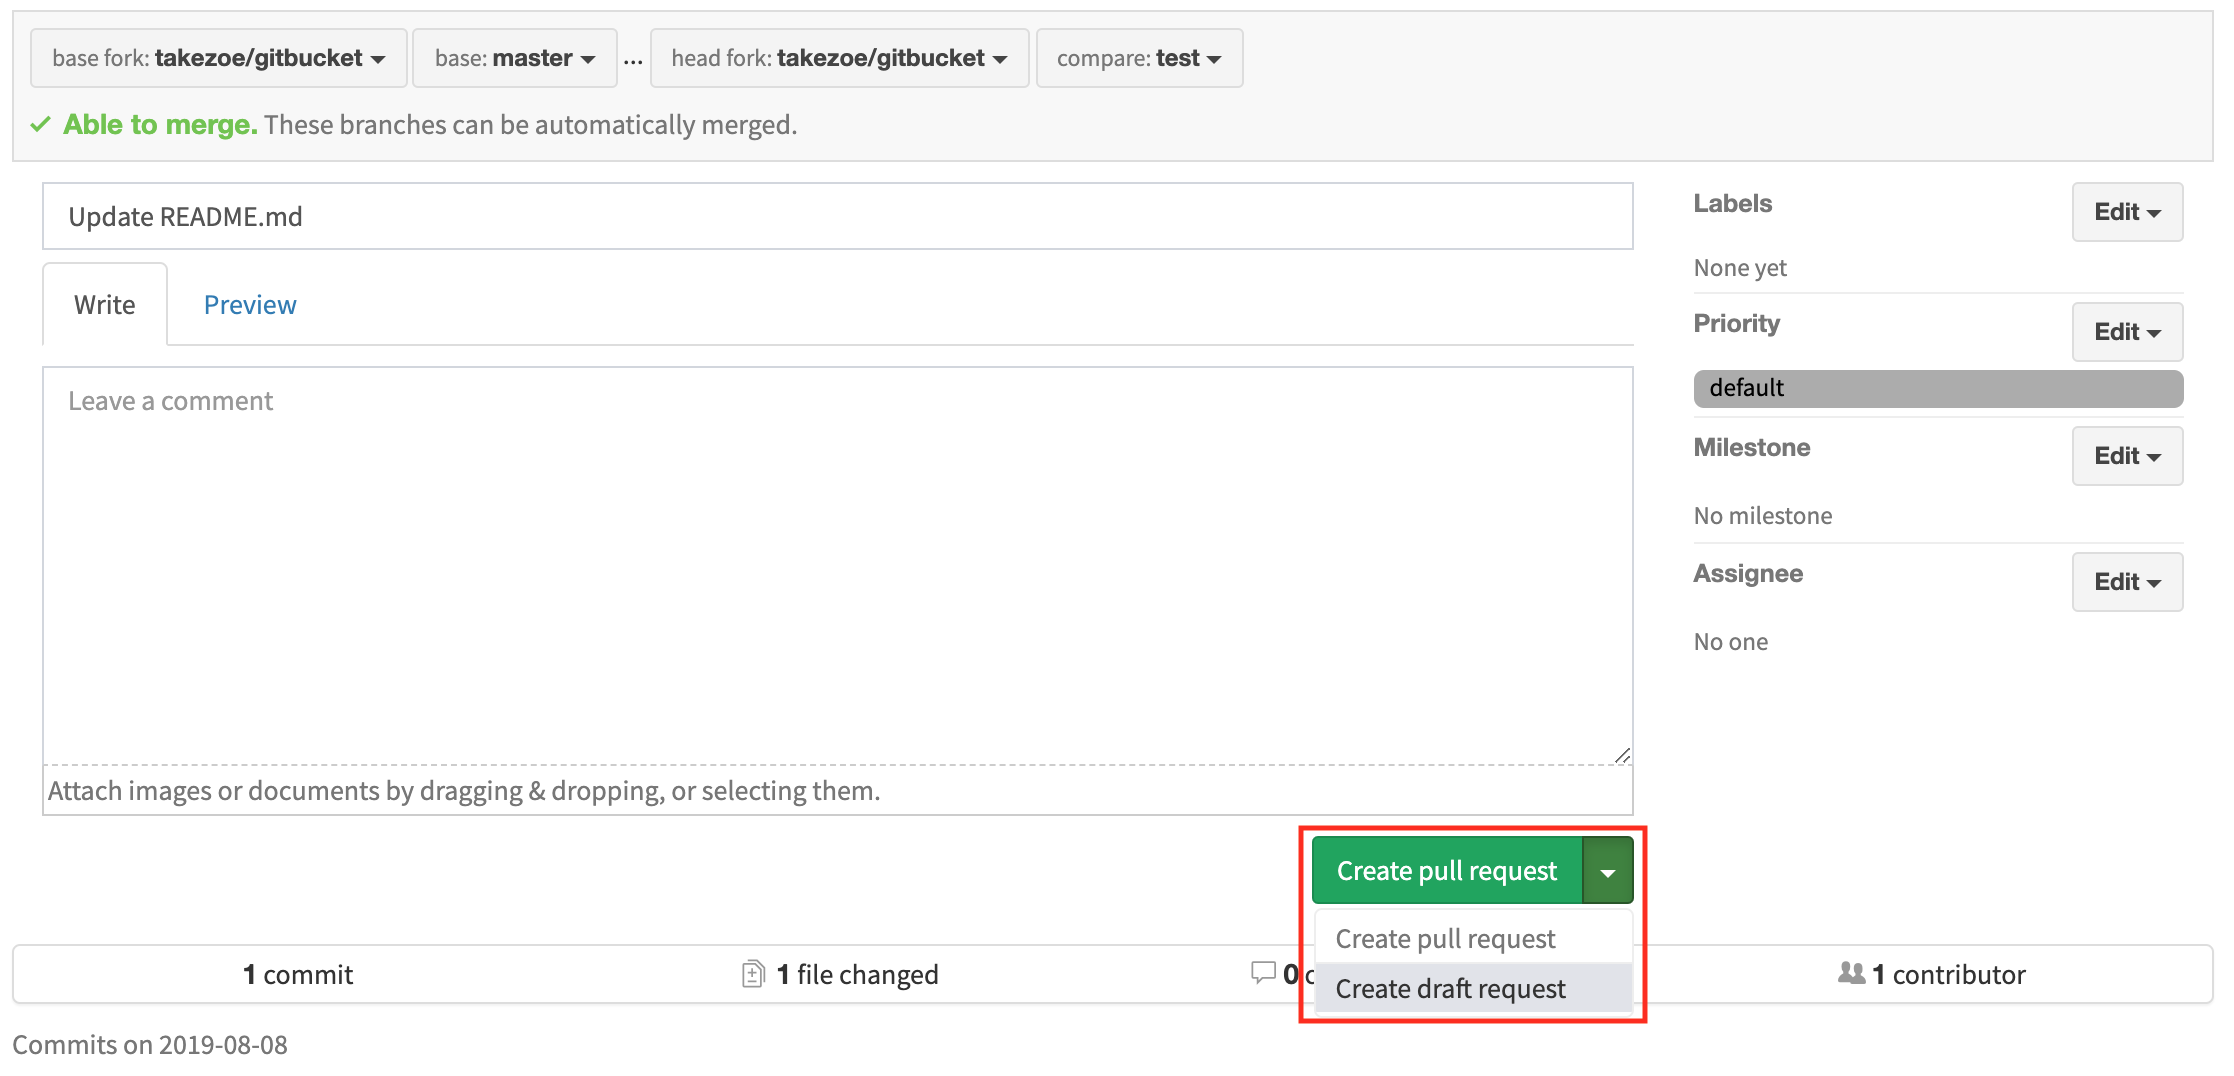 base fork: takezoe/gitbucket base: master ... head fork: takezoe/gitbucket compare: test
Able to merge. These branches can be automatically merged.
Update README.md
Write Preview
Leave a comment
Attach images or documents by dragging & dropping, or selecting them.
Labels Edit
None yet
Priority Edit
default
Milestone Edit
No milestone
Assignee Edit
No one
Create pull request
Create pull request
Create draft request
1 commit 1 file changed 0 c 1 contributor
Commits on 2019-08-08